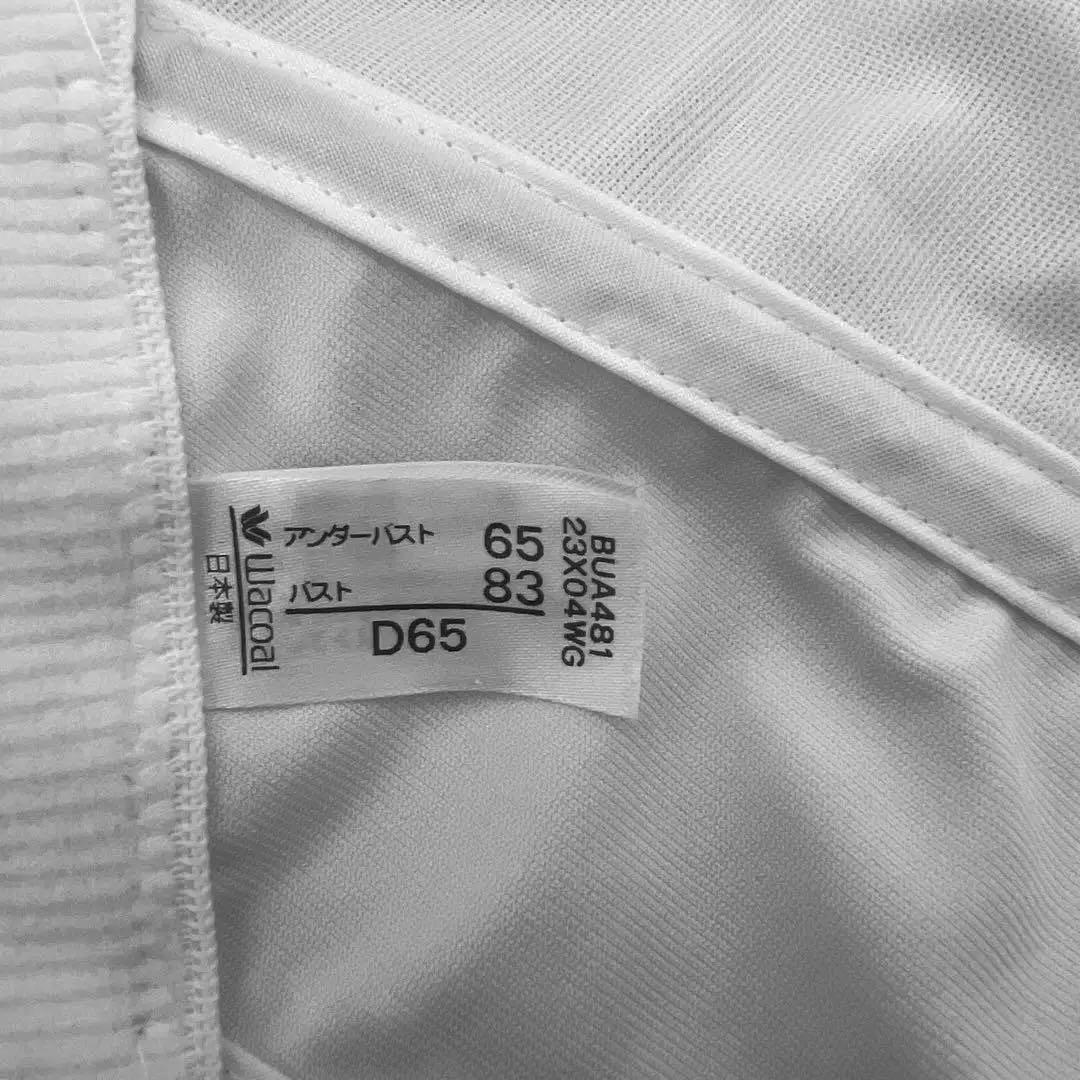 アンダーバスト 65
バスト 83
D65
Wacoal
日本製
BUA481
23X04WG